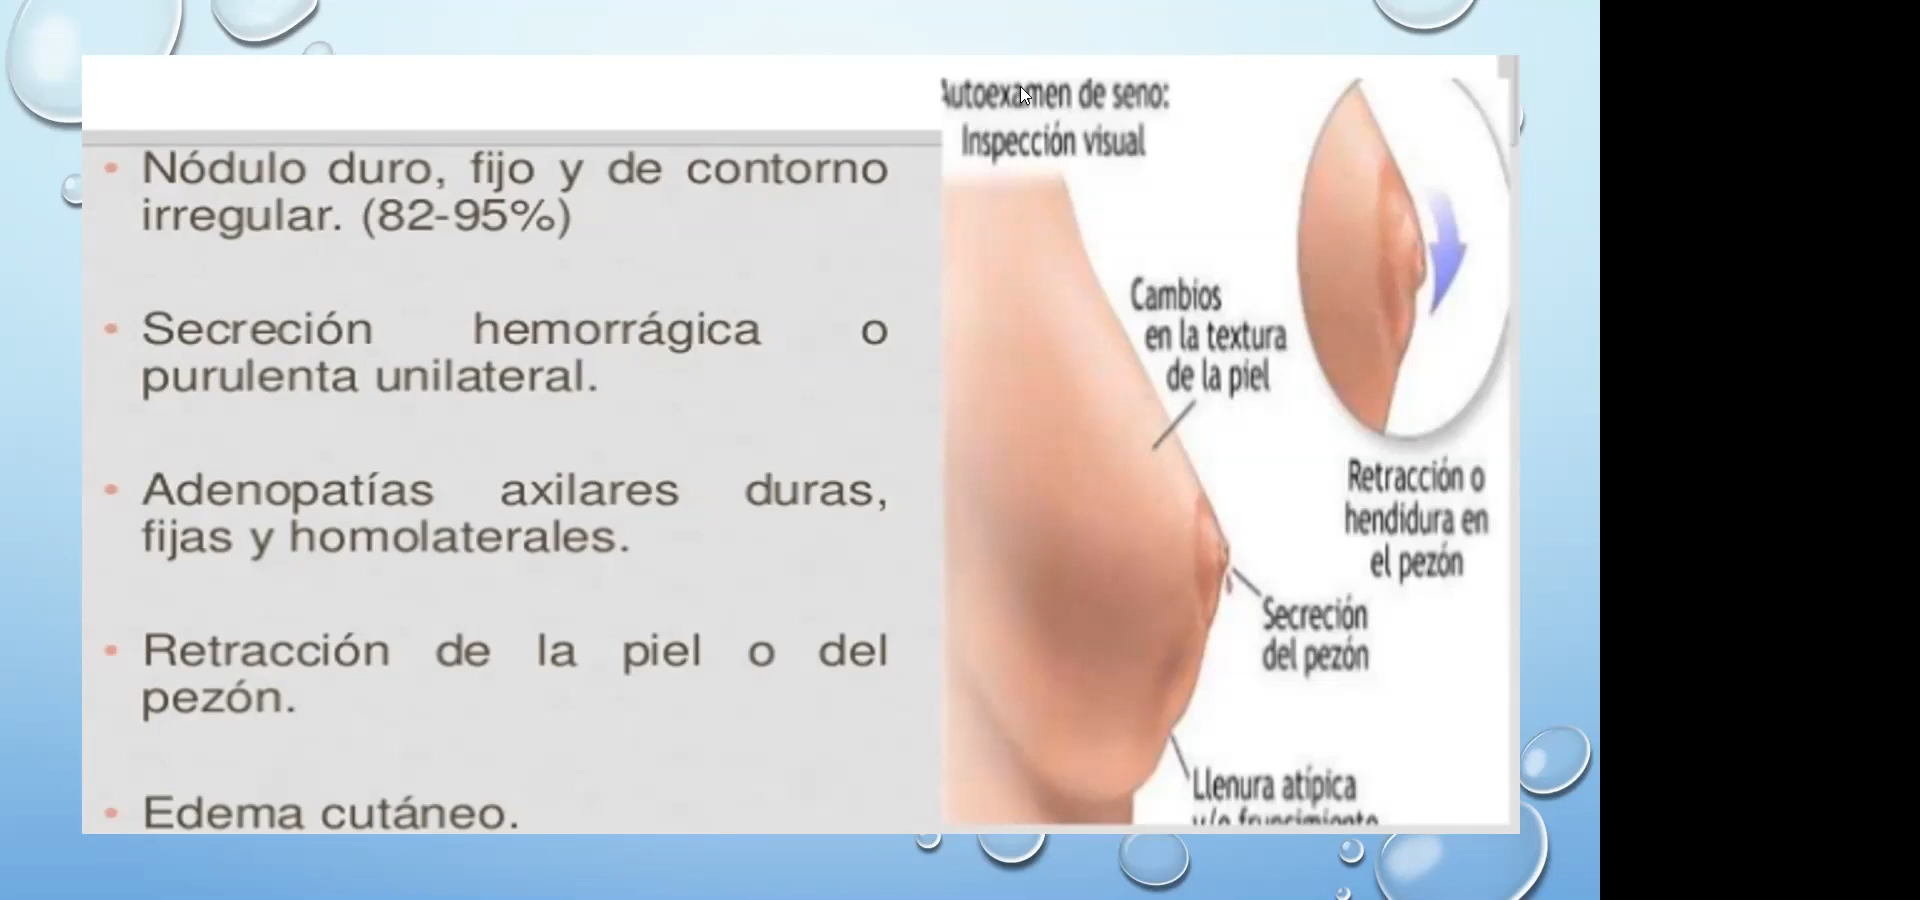 • Nódulo duro, fijo y de contorno
irregular. (82-95%)
• Secreción hemorrágica o
purulenta unilateral.
• Adenopatías axilares duras,
fijas y homolaterales.
• Retracción de la piel o del
pezón.
• Edema cutáneo.
Autoexamen de seno:
Inspección visual
Cambios
en la textura
de la piel
Retracción o
hendidura en
el pezón
Secreción
del pezón
Llenura atípica
y/o fruncimiento